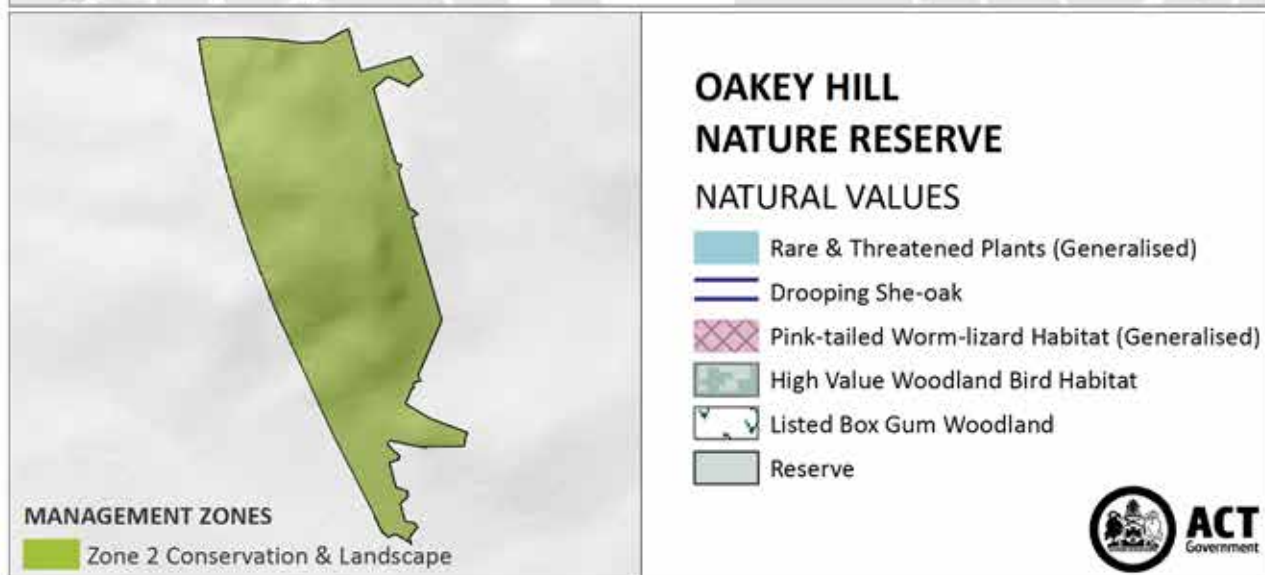 MANAGEMENT ZONES
Zone 2 Conservation & Landscape
OAKEY HILL
NATURE RESERVE
NATURAL VALUES
Rare & Threatened Plants (Generalised)
Drooping She-oak
Pink-tailed Worm-lizard Habitat (Generalised)
High Value Woodland Bird Habitat
Listed Box Gum Woodland
Reserve
ACT
Government